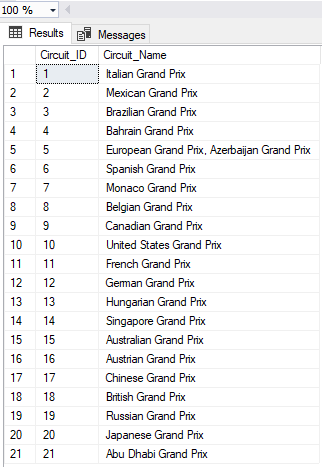 100 %
Results Messages
Circuit_ID Circuit_Name
1 1 Italian Grand Prix
2 2 Mexican Grand Prix
3 3 Brazilian Grand Prix
4 4 Bahrain Grand Prix
5 5 European Grand Prix, Azerbaijan Grand Prix
6 6 Spanish Grand Prix
7 7 Monaco Grand Prix
8 8 Belgian Grand Prix
9 9 Canadian Grand Prix
10 10 United States Grand Prix
11 11 French Grand Prix
12 12 German Grand Prix
13 13 Hungarian Grand Prix
14 14 Singapore Grand Prix
15 15 Australian Grand Prix
16 16 Austrian Grand Prix
17 17 Chinese Grand Prix
18 18 British Grand Prix
19 19 Russian Grand Prix
20 20 Japanese Grand Prix
21 21 Abu Dhabi Grand Prix